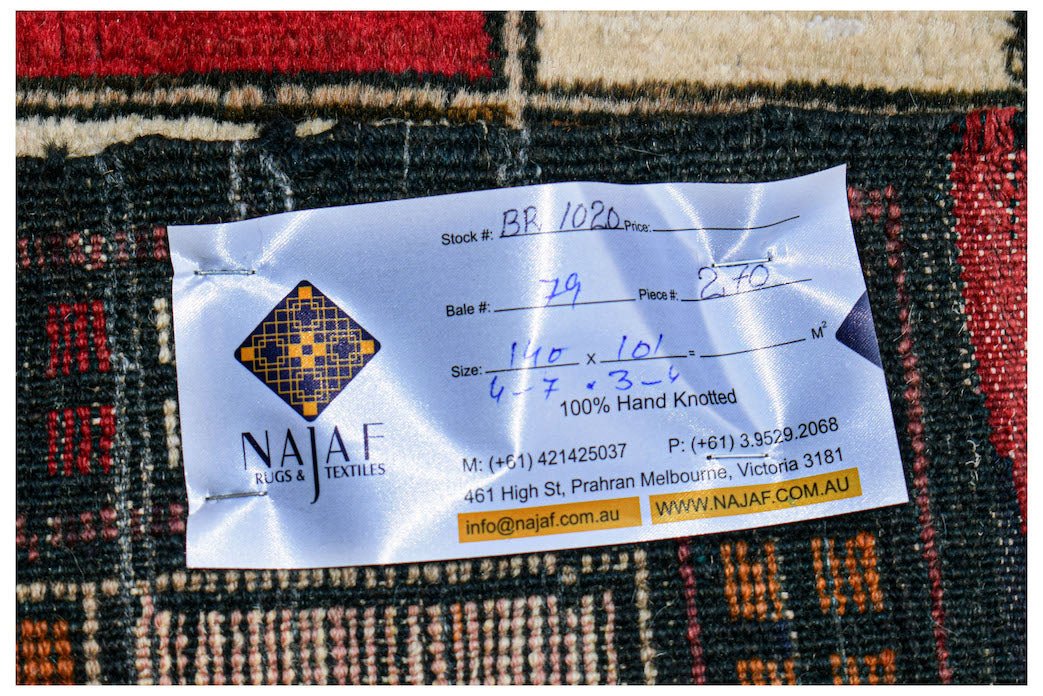 NAJAF
RUGS & TEXTILES
Stock #: BR 1020 Price:
Bale #: 79 Piece #: 270
Size: 140 x 101 = M²
4-7 . 3-4
100% Hand Knotted
M: (+61) 421425037 P: (+61) 3.9529.2068
461 High St, Prahran Melbourne, Victoria 3181
info@najaf.com.au WWW.NAJAF.COM.AU